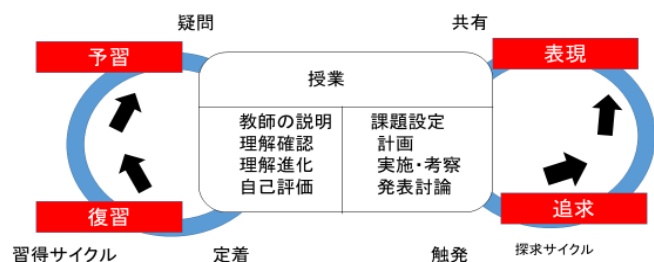 疑問
共有
予習
表現
授業
教師の説明
理解確認
理解進化
自己評価
課題設定
計画
実施・考察
発表討論
復習
追求
習得サイクル
定着
触発
探求サイクル